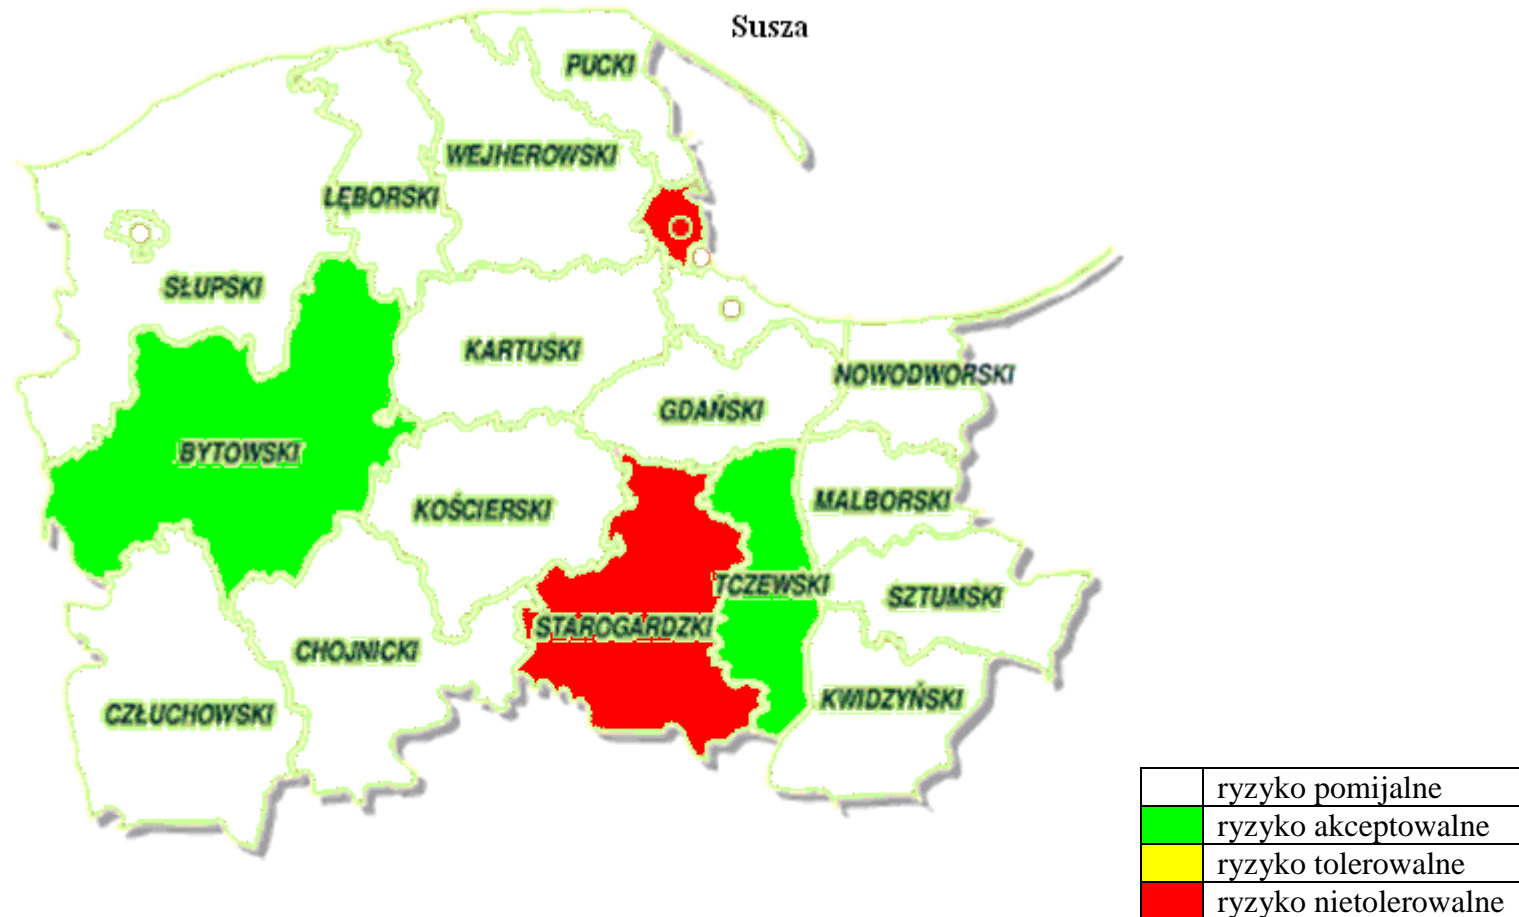 Susza
PUCKI
WEJHEROWSKI
LĘBORSKI
SŁUPSKI
KARTUSKI
NOWODWORSKI
GDAŃSKI
BYTOWSKI
MALBORSKI
KOŚCIERSKI
TCZEWSKI
SZTUMSKI
STAROGARDZKI
CHOJNICKI
KWIDZYŃSKI
CZŁUCHOWSKI
ryzyko pomijalne
ryzyko akceptowalne
ryzyko tolerowalne
ryzyko nietolerowalne